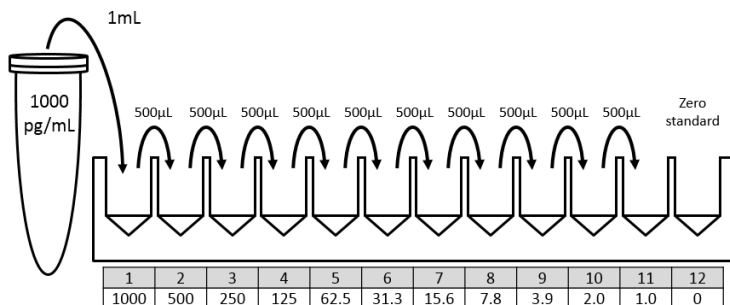 1mL
1000
pg/mL
500µL 500µL 500µL 500µL 500µL 500µL 500µL 500µL 500µL 500µL
Zero
standard
1 2 3 4 5 6 7 8 9 10 11 12
1000 500 250 125 62.5 31.3 15.6 7.8 3.9 2.0 1.0 0